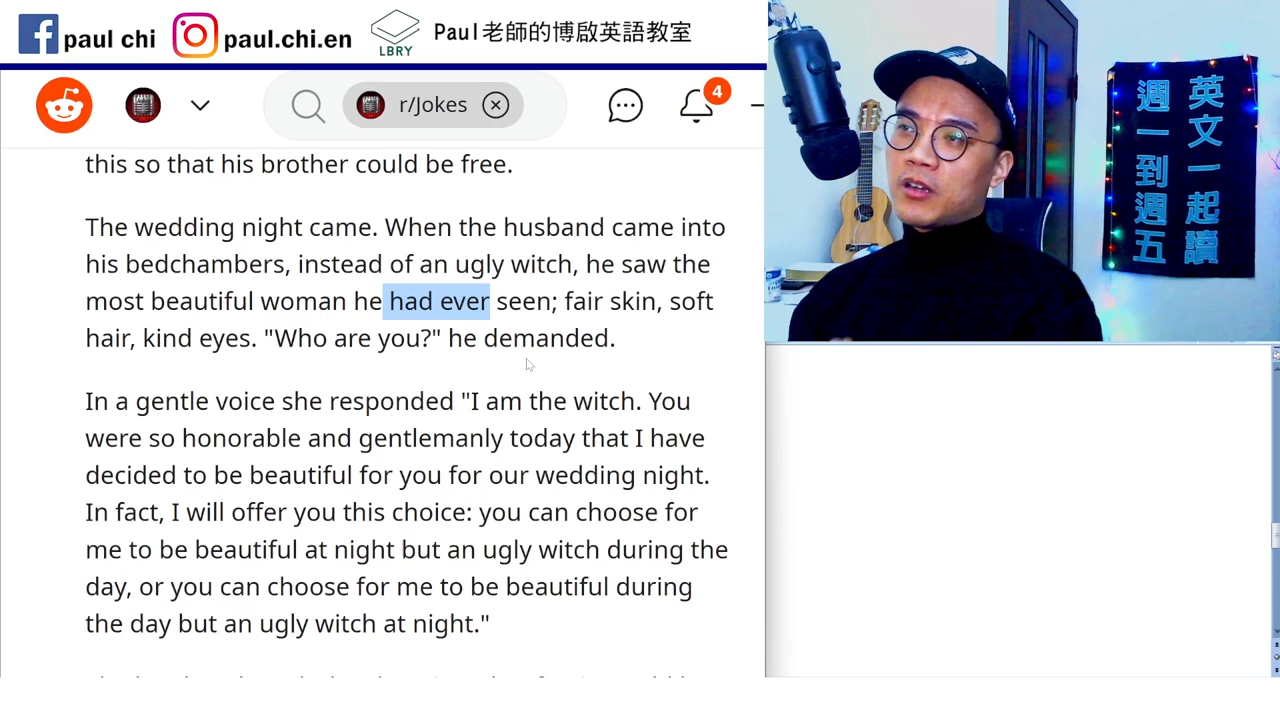 paul chi
paul.chi.en
LBRY
Paul老師的博啟英語教室
r/Jokes
4
this so that his brother could be free.
The wedding night came. When the husband came into
his bedchambers, instead of an ugly witch, he saw the
most beautiful woman he had ever seen; fair skin, soft
hair, kind eyes. "Who are you?" he demanded.
In a gentle voice she responded "I am the witch. You
were so honorable and gentlemanly today that I have
decided to be beautiful for you for our wedding night.
In fact, I will offer you this choice: you can choose for
me to be beautiful at night but an ugly witch during the
day, or you can choose for me to be beautiful during
the day but an ugly witch at night."
英文一起讀
週一到週五